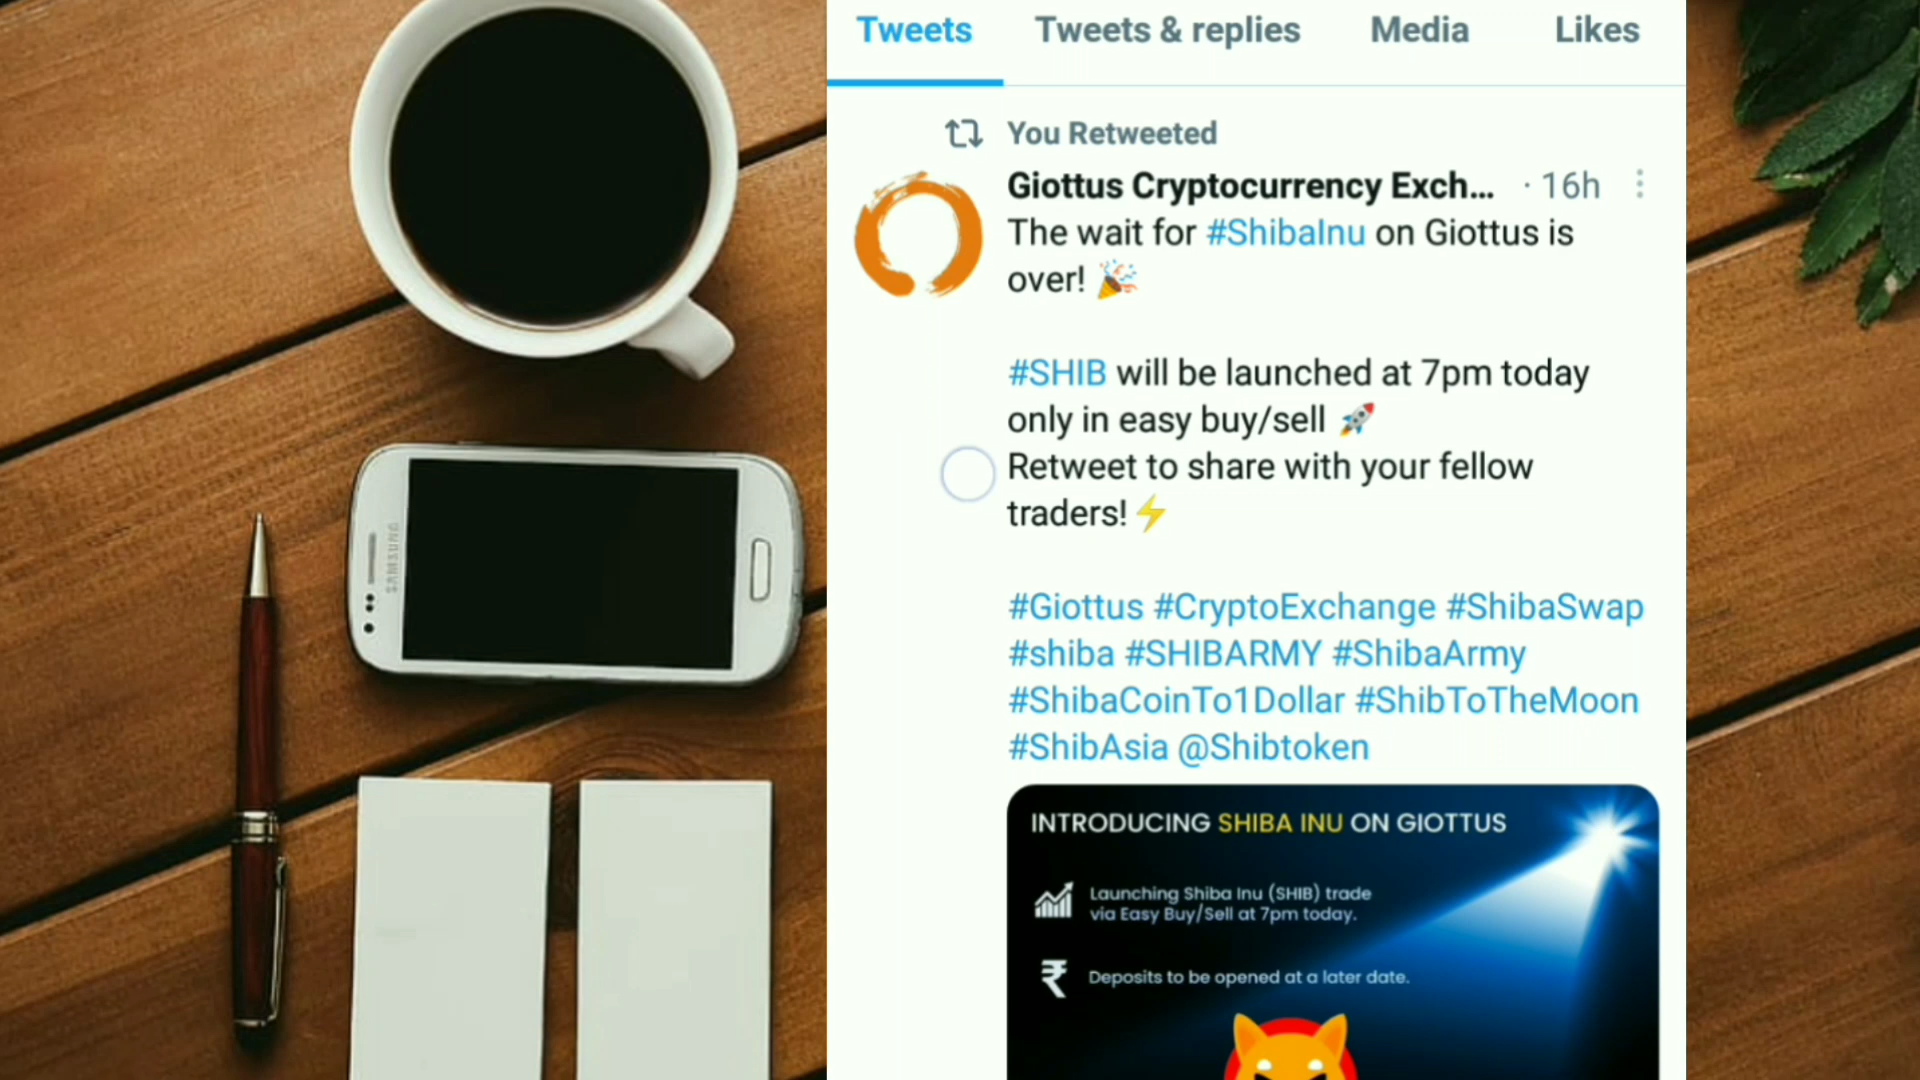 Tweets Tweets & replies Media Likes
You Retweeted
Giottus Cryptocurrency Exch... · 16h
The wait for #ShibaInu on Giottus is
over! 🎉
#SHIB will be launched at 7pm today
only in easy buy/sell 🚀
Retweet to share with your fellow
traders!⚡
#Giottus #CryptoExchange #ShibaSwap
#shiba #SHIBARMY #ShibaArmy
#ShibaCoinTo1Dollar #ShibToTheMoon
#ShibAsia @Shibtoken
INTRODUCING SHIBA INU ON GIOTTUS
Launching Shiba Inu (SHIB) trade
via Easy Buy/Sell at 7pm today.
₹ Deposits to be opened at a later date.
SAMSUNG